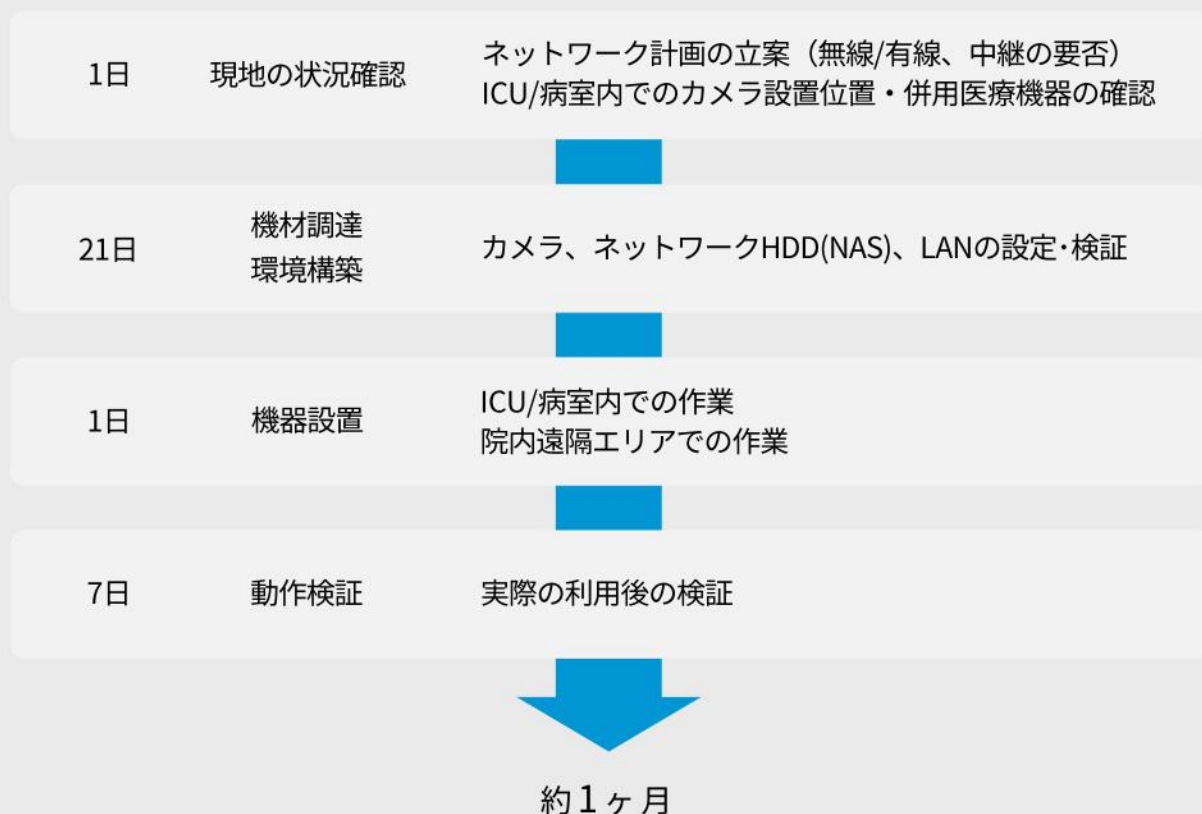 1日
現地の状況確認
ネットワーク計画の立案（無線/有線、中継の要否）
ICU/病室内でのカメラ設置位置・併用医療機器の確認
21日
機材調達
環境構築
カメラ、ネットワークHDD(NAS)、LANの設定･検証
1日
機器設置
ICU/病室内での作業
院内遠隔エリアでの作業
7日
動作検証
実際の利用後の検証
約1ヶ月